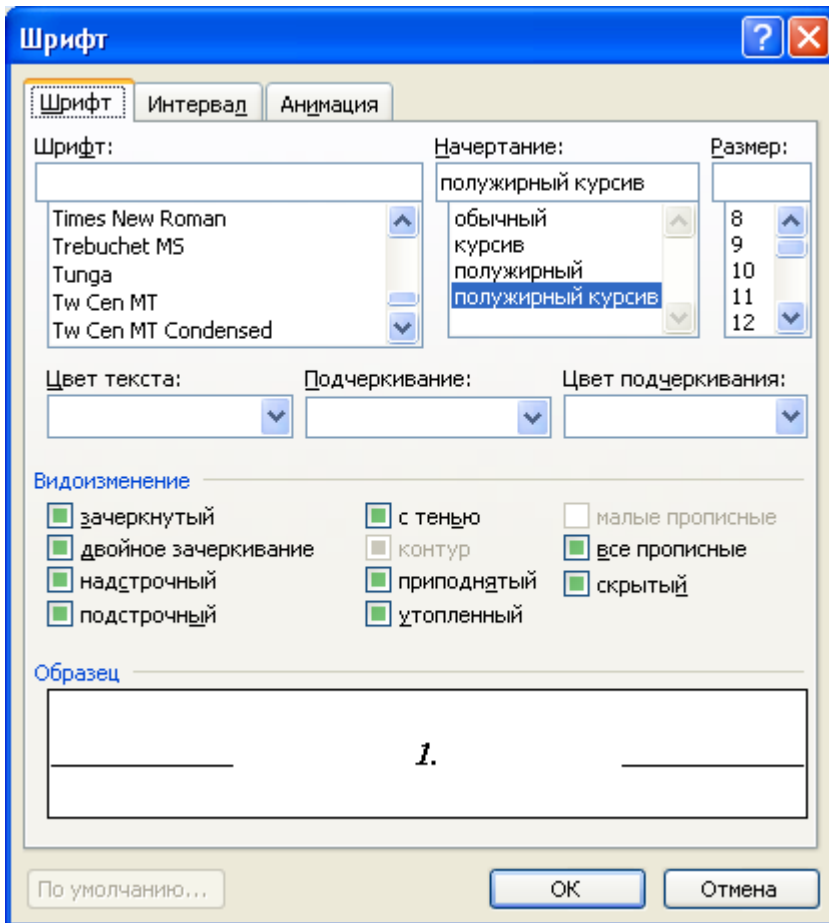 Шрифт
Шрифт Интервал Анимация
Шрифт: Начертание: Размер:
полужирный курсив
Times New Roman обычный 8
Trebuchet MS курсив 9
Tunga полужирный 10
Tw Cen MT полужирный курсив 11
Tw Cen MT Condensed 12
Цвет текста: Подчеркивание: Цвет подчеркивания:
Видоизменение
зачеркнутый с тенью малые прописные
двойное зачеркивание контур все прописные
надстрочный приподнятый скрытый
подстрочный утопленный
Образец
1.
По умолчанию... ОК Отмена